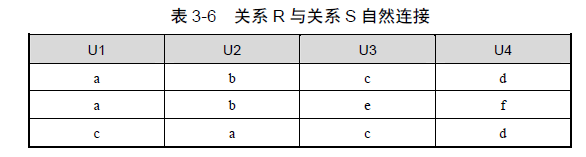 表 3-6 关系 R 与关系 S 自然连接
U1 U2 U3 U4
a b c d
a b e f
c a c d